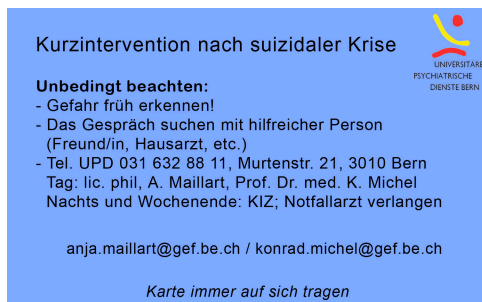 Kurzintervention nach suizidaler Krise
UNIVERSITÄRE
PSYCHIATRISCHE
DIENSTE BERN
Unbedingt beachten:
- Gefahr früh erkennen!
- Das Gespräch suchen mit hilfreicher Person
(Freund/in, Hausarzt, etc.)
- Tel. UPD 031 632 88 11, Murtenstr. 21, 3010 Bern
Tag: lic. phil, A. Maillart, Prof. Dr. med. K. Michel
Nachts und Wochenende: KIZ; Notfallarzt verlangen
anja.maillart@gef.be.ch / konrad.michel@gef.be.ch
Karte immer auf sich tragen